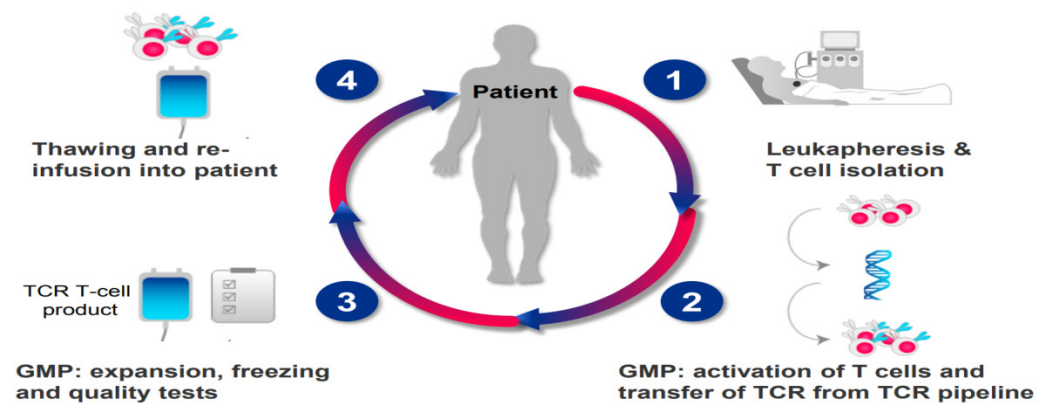 Patient
1
Leukapheresis &
T cell isolation
2
GMP: activation of T cells and
transfer of TCR from TCR pipeline
3
TCR T-cell
product
GMP: expansion, freezing
and quality tests
4
Thawing and re-
infusion into patient